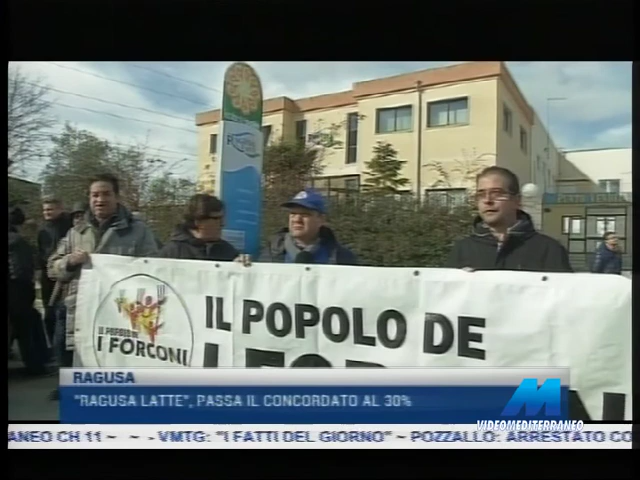 IL POPOLO DE
IL POPOLO DE
I FORCONI
RAGUSA
"RAGUSA LATTE", PASSA IL CONCORDATO AL 30%
VIDEOMEDITERRANEO
ANEO CH 11 ~ ~ - VMTG: "I FATTI DEL GIORNO" ~ POZZALLO: ARRESTATO CO